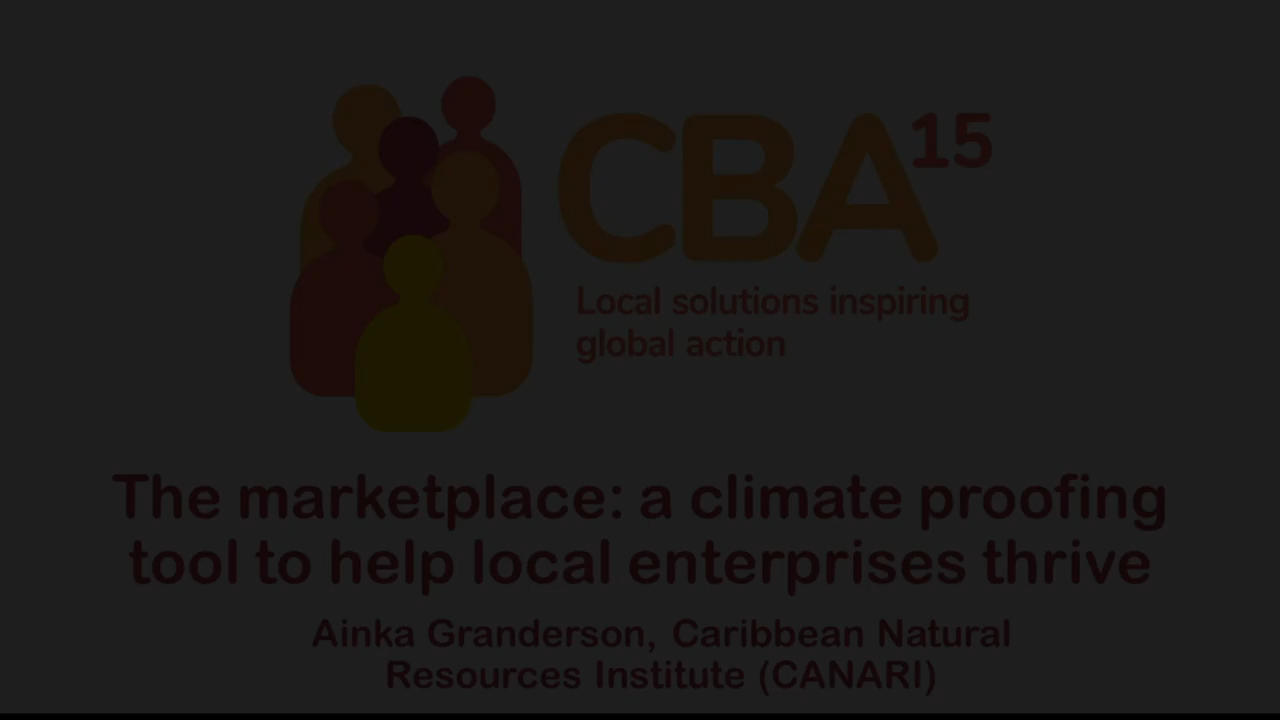 CBA15
Local solutions inspiring
global action
The marketplace: a climate proofing
tool to help local enterprises thrive
Ainka Granderson, Caribbean Natural
Resources Institute (CANARI)